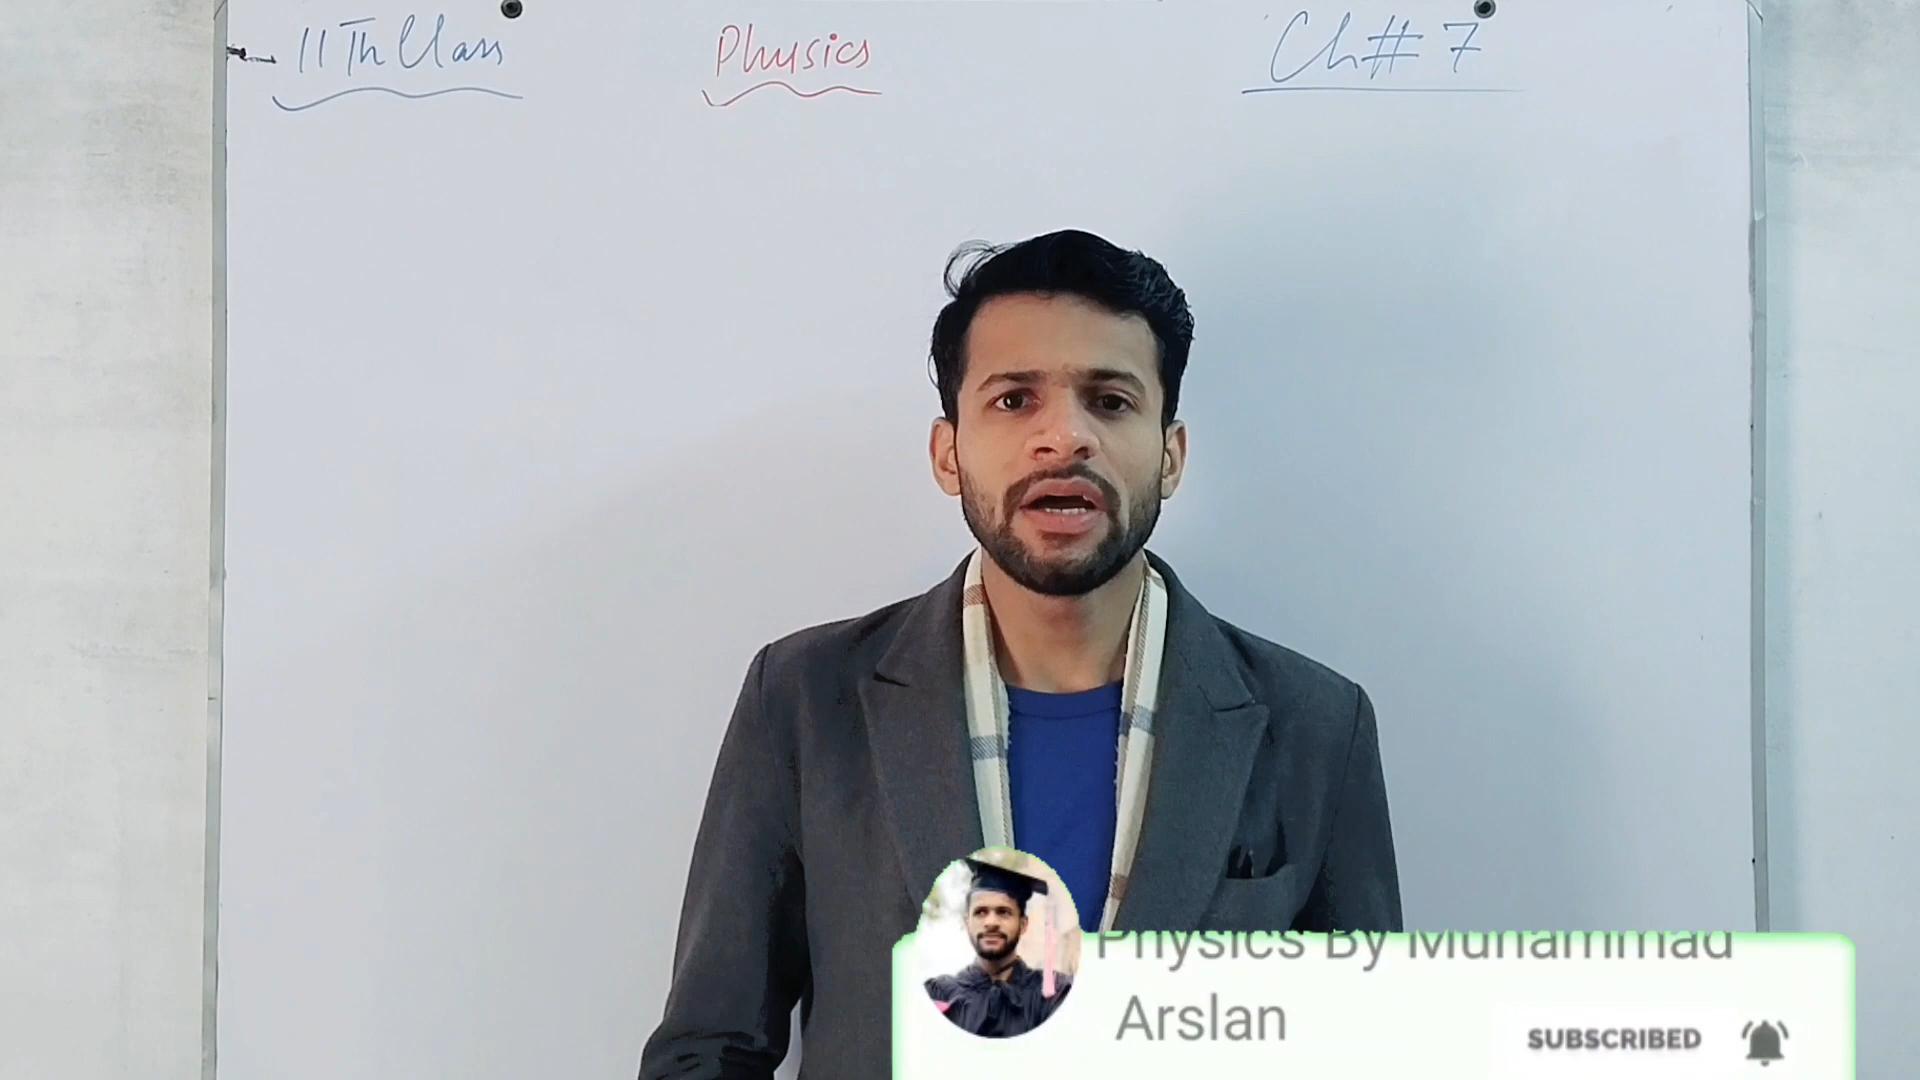 11Th Class
Physics
Ch# 7
Physics By Muhammad
Arslan
SUBSCRIBED